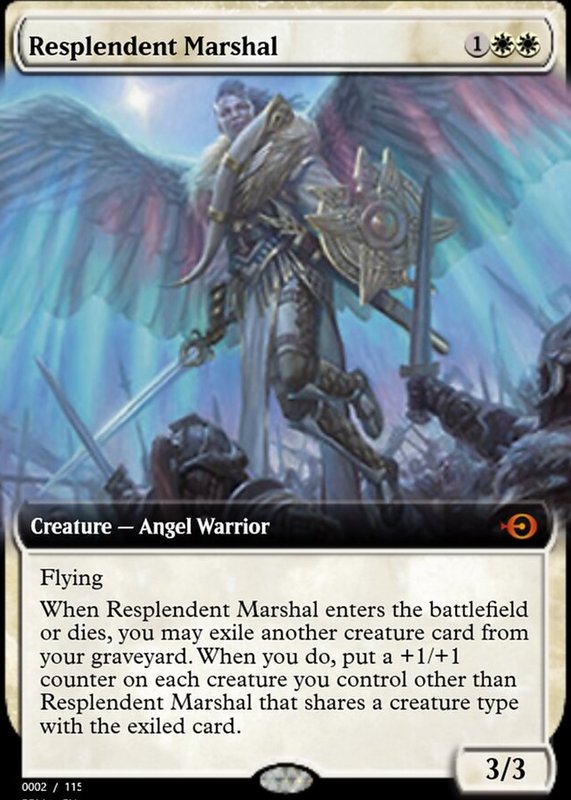 Resplendent Marshal 1
Creature — Angel Warrior
Flying
When Resplendent Marshal enters the battlefield
or dies, you may exile another creature card from
your graveyard. When you do, put a +1/+1
counter on each creature you control other than
Resplendent Marshal that shares a creature type
with the exiled card.
3/3
0002 / 115